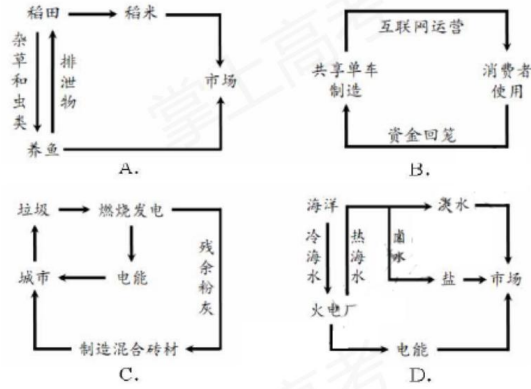 稻田
稻米
杂草和虫类
排泄物
市场
养鱼
A.
互联网运营
共享单车
制造
消费者
使用
资金回笼
B.
垃圾
燃烧发电
残余粉灰
城市
电能
制造混合砖材
C.
海洋
淡水
冷海水
热海水
卤水
盐
市场
火电厂
电能
D.
掌上高考